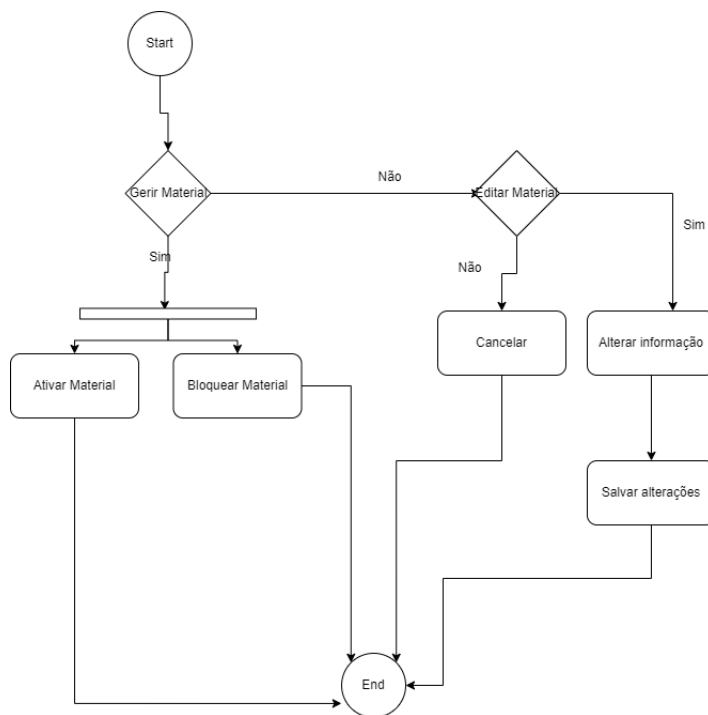 Start
Gerir Material
Não
Editar Material
Sim
Sim
Não
Cancelar
Alterar informação
Ativar Material
Bloquear Material
Salvar alterações
End